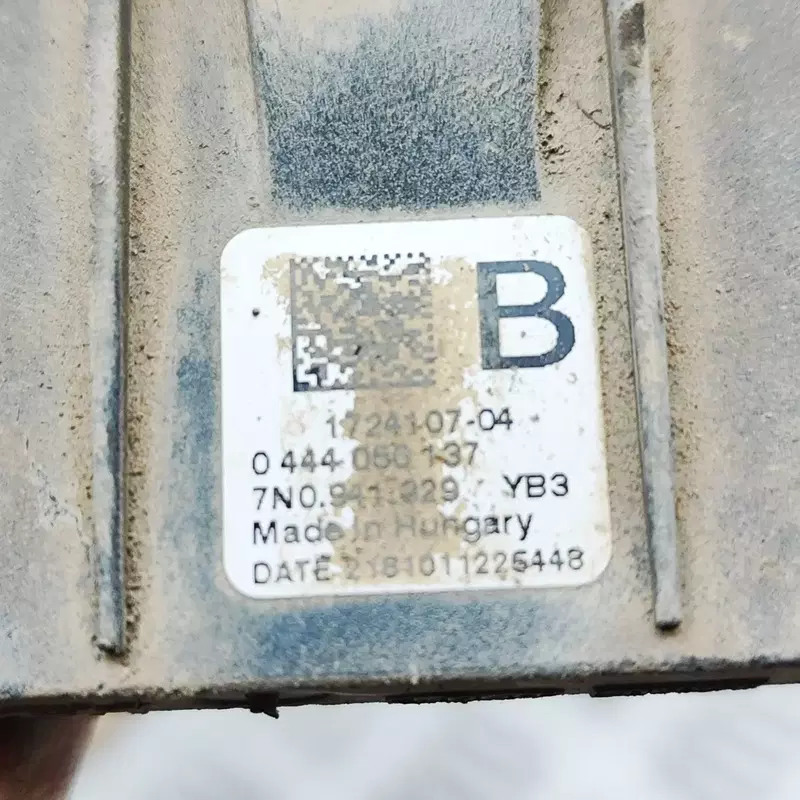 B
1724107-04
0 444 050 137
7N0.941.329 YB3
Made in Hungary
DATE 2181011225448